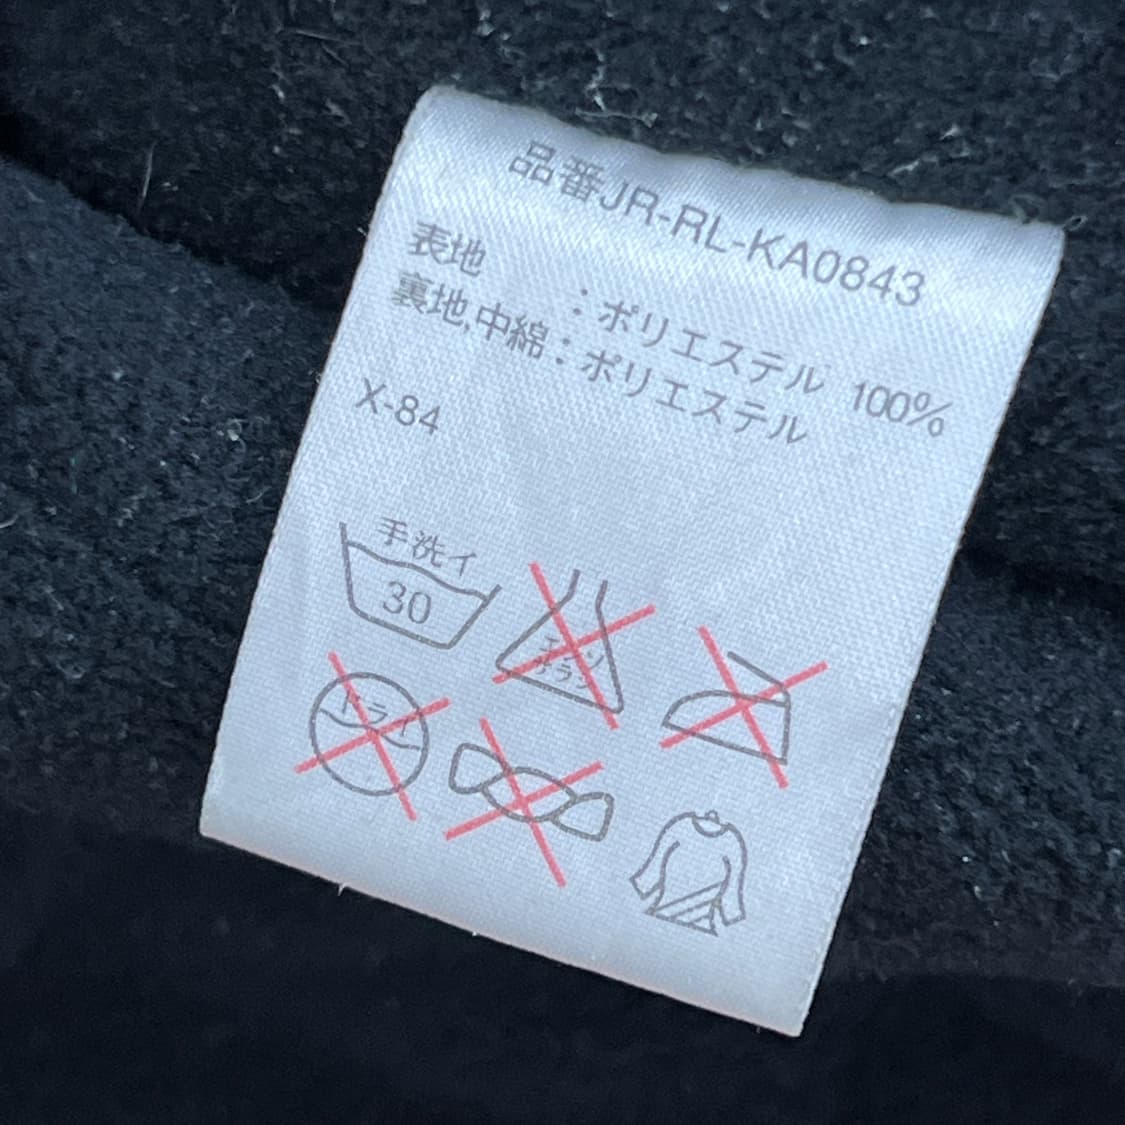 品番JR-RL-KA0843
表地 : ポリエステル 100%
裏地,中綿 : ポリエステル
X-84
手洗イ
30
エンソ
サラシ
ドライ